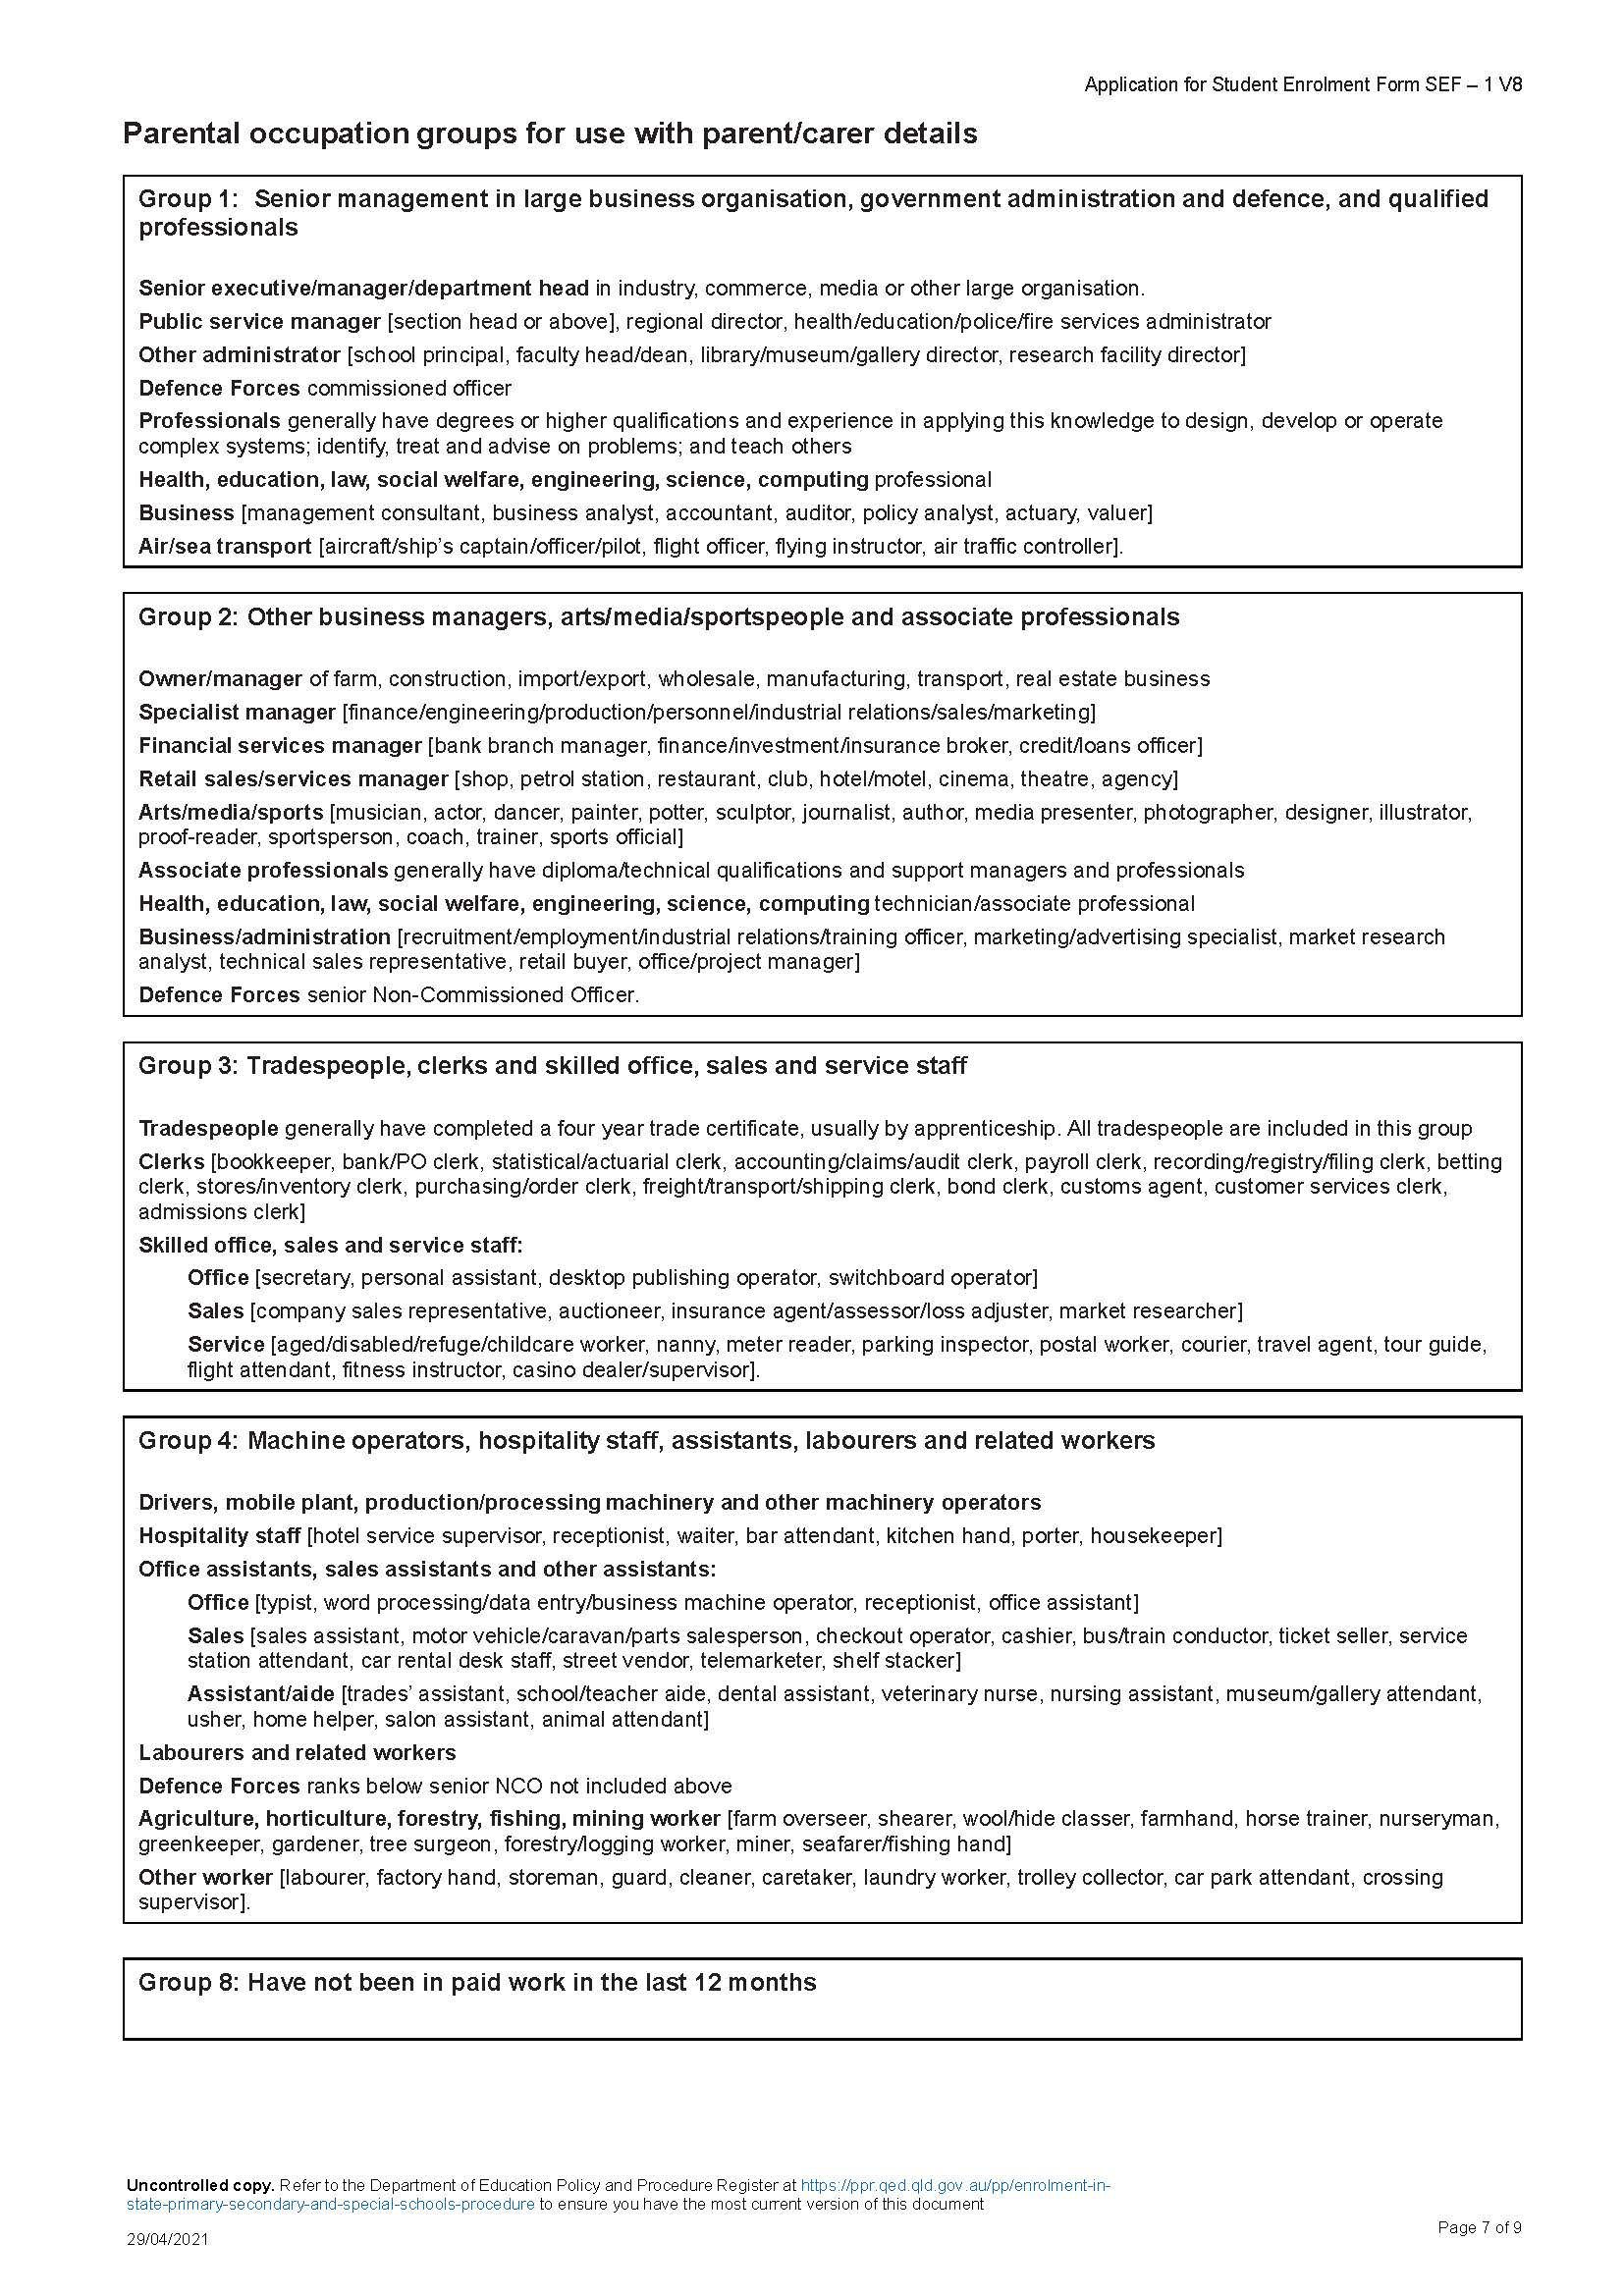 Application for Student Enrolment Form SEF – 1 V8
Parental occupation groups for use with parent/carer details
Group 1:  Senior management in large business organisation, government administration and defence, and qualified
professionals
Senior executive/manager/department head in industry, commerce, media or other large organisation.
Public service manager [section head or above], regional director, health/education/police/fire services administrator
Other administrator [school principal, faculty head/dean, library/museum/gallery director, research facility director]
Defence Forces commissioned officer
Professionals generally have degrees or higher qualifications and experience in applying this knowledge to design, develop or operate
complex systems; identify, treat and advise on problems; and teach others
Health, education, law, social welfare, engineering, science, computing professional
Business [management consultant, business analyst, accountant, auditor, policy analyst, actuary, valuer]
Air/sea transport [aircraft/ship’s captain/officer/pilot, flight officer, flying instructor, air traffic controller].
Group 2: Other business managers, arts/media/sportspeople and associate professionals
Owner/manager of farm, construction, import/export, wholesale, manufacturing, transport, real estate business
Specialist manager [finance/engineering/production/personnel/industrial relations/sales/marketing]
Financial services manager [bank branch manager, finance/investment/insurance broker, credit/loans officer]
Retail sales/services manager [shop, petrol station, restaurant, club, hotel/motel, cinema, theatre, agency]
Arts/media/sports [musician, actor, dancer, painter, potter, sculptor, journalist, author, media presenter, photographer, designer, illustrator,
proof-reader, sportsperson, coach, trainer, sports official]
Associate professionals generally have diploma/technical qualifications and support managers and professionals
Health, education, law, social welfare, engineering, science, computing technician/associate professional
Business/administration [recruitment/employment/industrial relations/training officer, marketing/advertising specialist, market research
analyst, technical sales representative, retail buyer, office/project manager]
Defence Forces senior Non-Commissioned Officer.
Group 3: Tradespeople, clerks and skilled office, sales and service staff
Tradespeople generally have completed a four year trade certificate, usually by apprenticeship. All tradespeople are included in this group
Clerks [bookkeeper, bank/PO clerk, statistical/actuarial clerk, accounting/claims/audit clerk, payroll clerk, recording/registry/filing clerk, betting
clerk, stores/inventory clerk, purchasing/order clerk, freight/transport/shipping clerk, bond clerk, customs agent, customer services clerk,
admissions clerk]
Skilled office, sales and service staff:
Office [secretary, personal assistant, desktop publishing operator, switchboard operator]
Sales [company sales representative, auctioneer, insurance agent/assessor/loss adjuster, market researcher]
Service [aged/disabled/refuge/childcare worker, nanny, meter reader, parking inspector, postal worker, courier, travel agent, tour guide,
flight attendant, fitness instructor, casino dealer/supervisor].
Group 4: Machine operators, hospitality staff, assistants, labourers and related workers
Drivers, mobile plant, production/processing machinery and other machinery operators
Hospitality staff [hotel service supervisor, receptionist, waiter, bar attendant, kitchen hand, porter, housekeeper]
Office assistants, sales assistants and other assistants:
Office [typist, word processing/data entry/business machine operator, receptionist, office assistant]
Sales [sales assistant, motor vehicle/caravan/parts salesperson, checkout operator, cashier, bus/train conductor, ticket seller, service
station attendant, car rental desk staff, street vendor, telemarketer, shelf stacker]
Assistant/aide [trades’ assistant, school/teacher aide, dental assistant, veterinary nurse, nursing assistant, museum/gallery attendant,
usher, home helper, salon assistant, animal attendant]
Labourers and related workers
Defence Forces ranks below senior NCO not included above
Agriculture, horticulture, forestry, fishing, mining worker [farm overseer, shearer, wool/hide classer, farmhand, horse trainer, nurseryman,
greenkeeper, gardener, tree surgeon, forestry/logging worker, miner, seafarer/fishing hand]
Other worker [labourer, factory hand, storeman, guard, cleaner, caretaker, laundry worker, trolley collector, car park attendant, crossing
supervisor].
Group 8: Have not been in paid work in the last 12 months
Uncontrolled copy. Refer to the Department of Education Policy and Procedure Register at https://ppr.qed.qld.gov.au/pp/enrolment-in-
state-primary-secondary-and-special-schools-procedure to ensure you have the most current version of this document
Page 7 of 9
29/04/2021